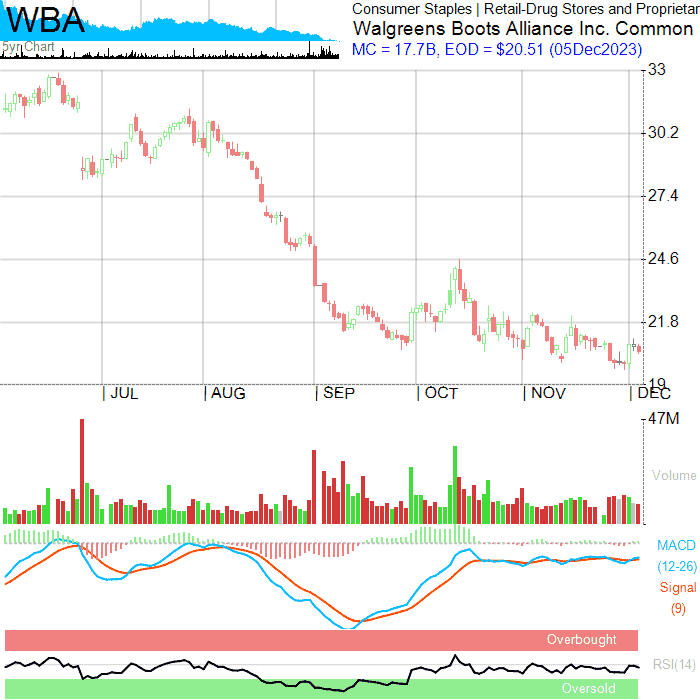 WBA
5yr Chart
Consumer Staples | Retail-Drug Stores and Proprietar
Walgreens Boots Alliance Inc. Common
MC = 17.7B, EOD = $20.51 (05Dec2023)
33
30.2
27.4
24.6
21.8
19
| JUL | AUG | SEP | OCT | NOV | DEC
47M
Volume
MACD
(12-26)
Signal
(9)
Overbought
RSI(14)
Oversold